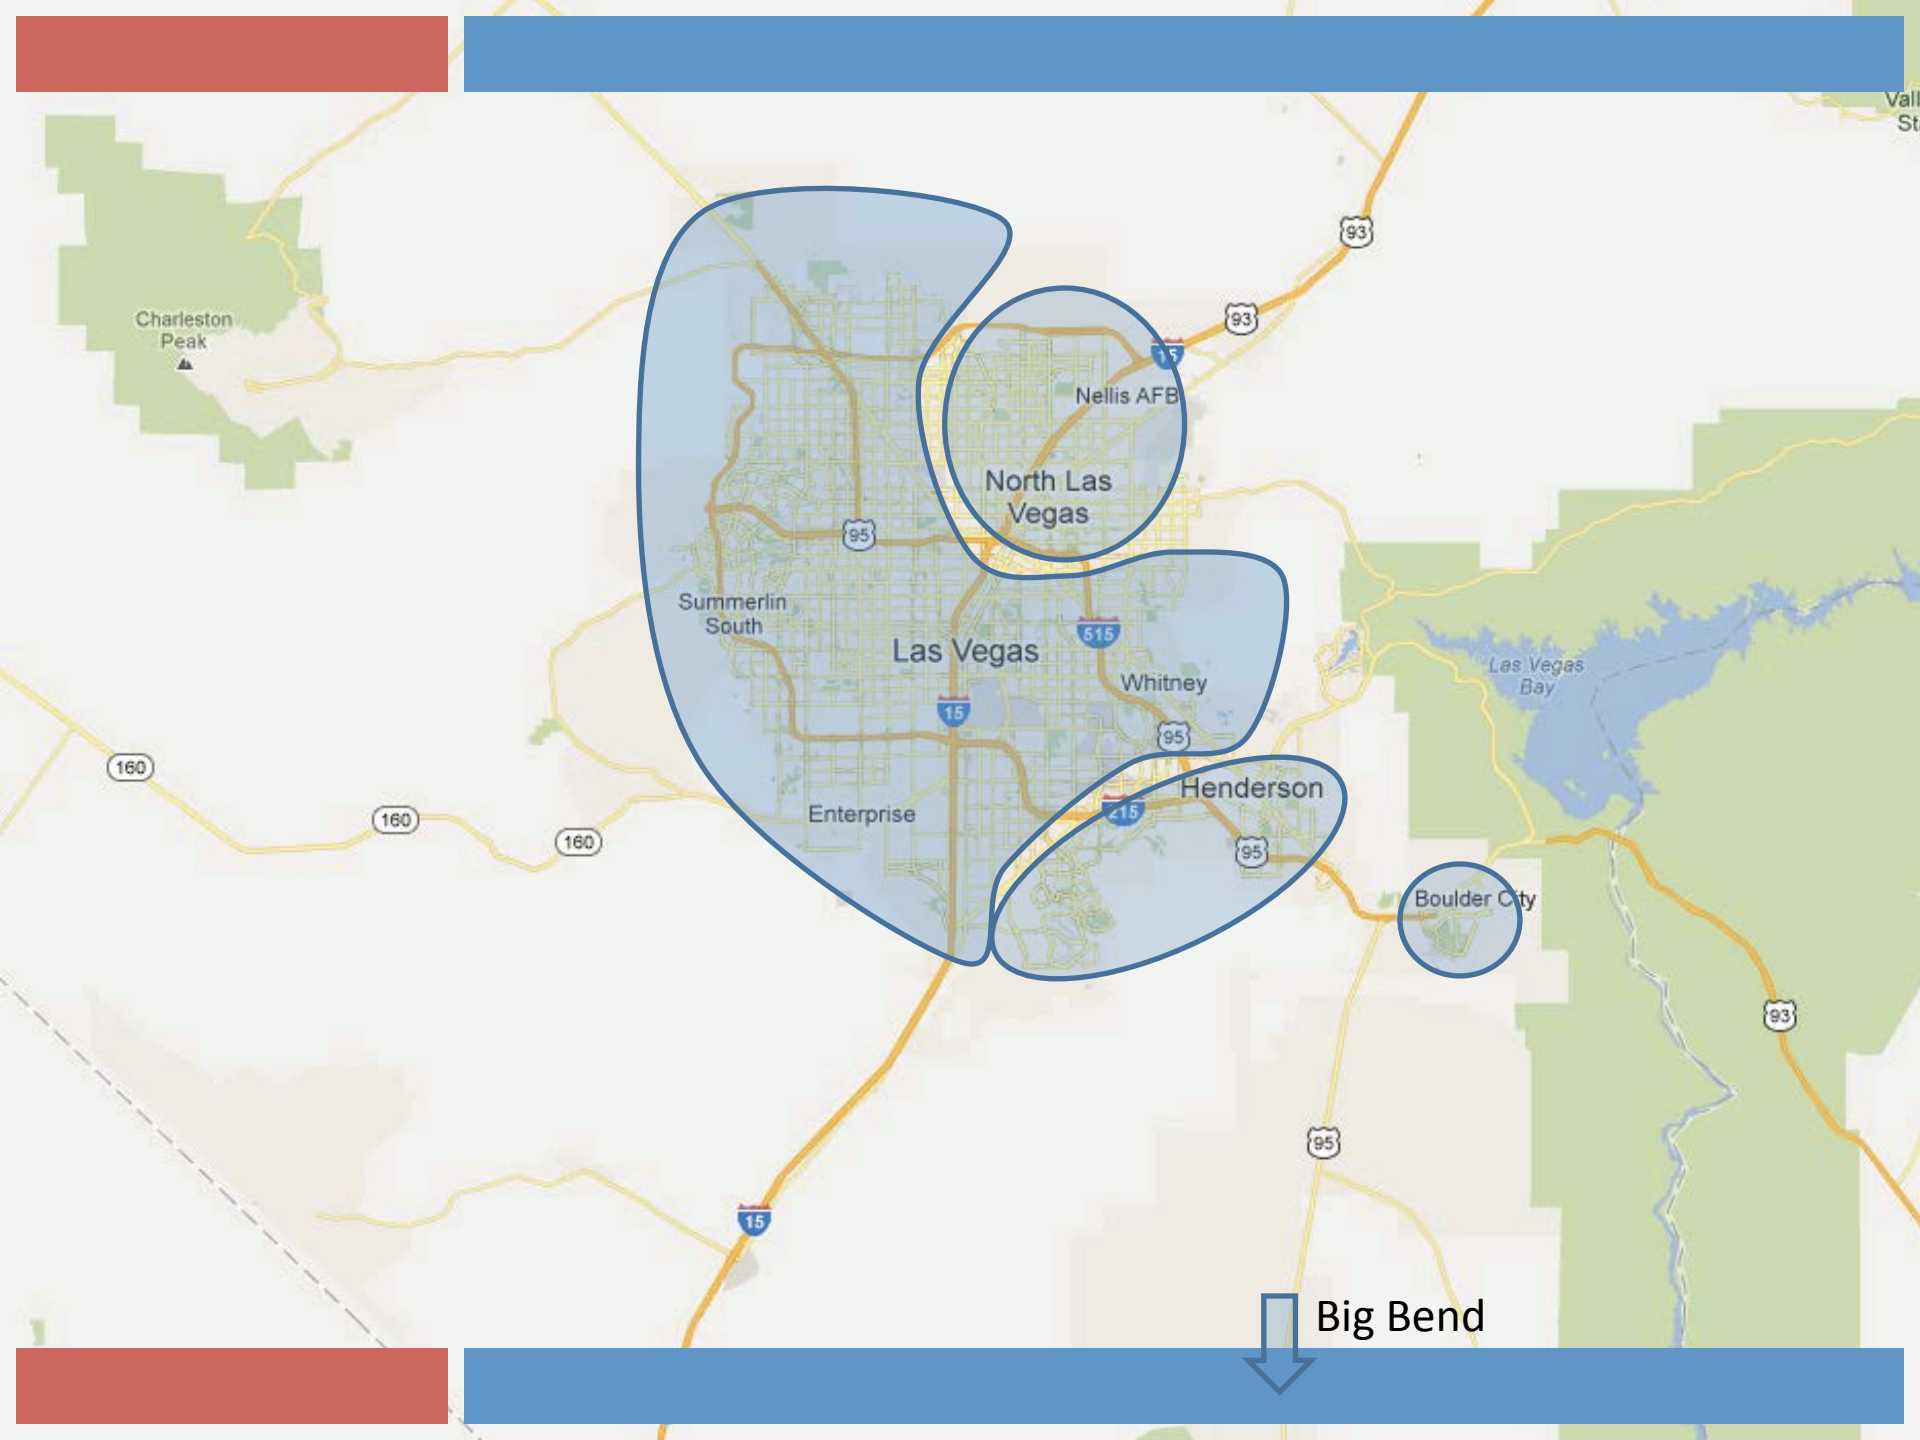 Vall
St
93
93
Charleston
Peak
15
Nellis AFB
North Las
Vegas
95
Summerlin
South
515
Las Vegas
Las Vegas
Bay
Whitney
15
95
160
Henderson
215
Enterprise
160
160
95
Boulder City
93
95
15
Big Bend